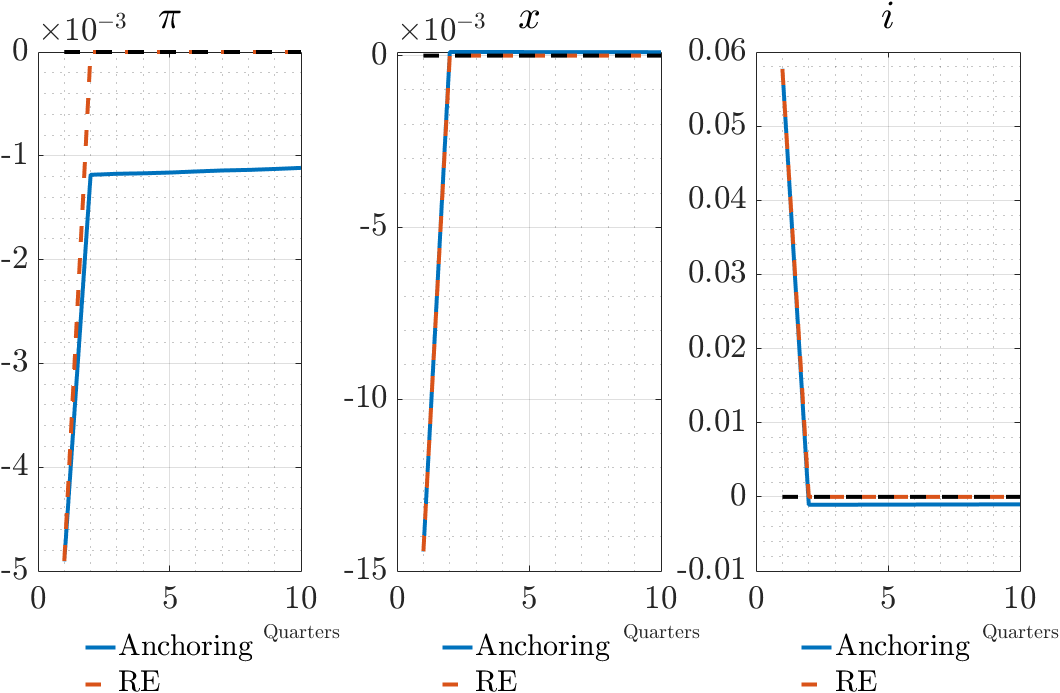 ×10⁻³ π
0
-1
-2
-3
-4
-5
0 5 10
Quarters
Anchoring
RE
×10⁻³ x
0
-5
-10
-15
0 5 10
Quarters
Anchoring
RE
i
0.06
0.05
0.04
0.03
0.02
0.01
0
-0.01
0 5 10
Quarters
Anchoring
RE